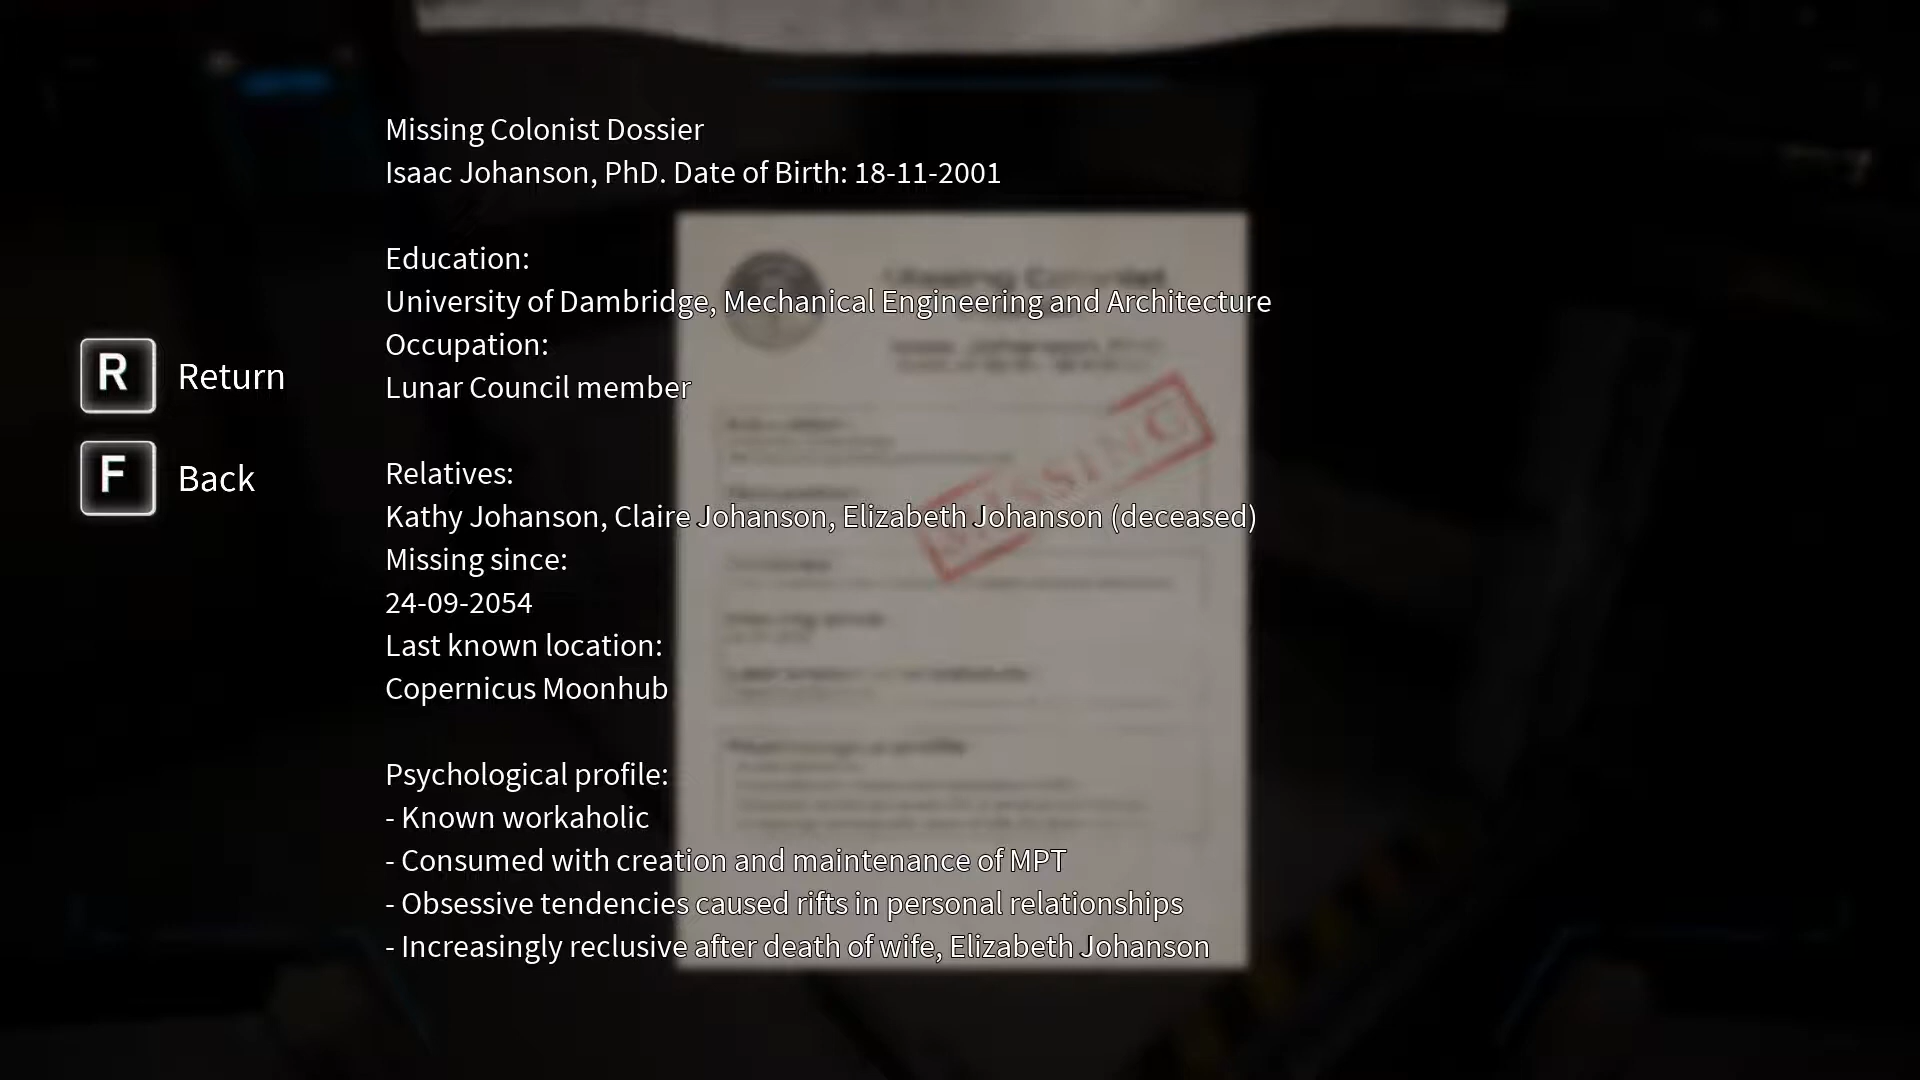 Missing Colonist Dossier
Isaac Johanson, PhD. Date of Birth: 18-11-2001
Education:
University of Dambridge, Mechanical Engineering and Architecture
Occupation:
Lunar Council member
R Return
F Back
Relatives:
Kathy Johanson, Claire Johanson, Elizabeth Johanson (deceased)
Missing since:
24-09-2054
Last known location:
Copernicus Moonhub
Psychological profile:
- Known workaholic
- Consumed with creation and maintenance of MPT
- Obsessive tendencies caused rifts in personal relationships
- Increasingly reclusive after death of wife, Elizabeth Johanson
MISSING